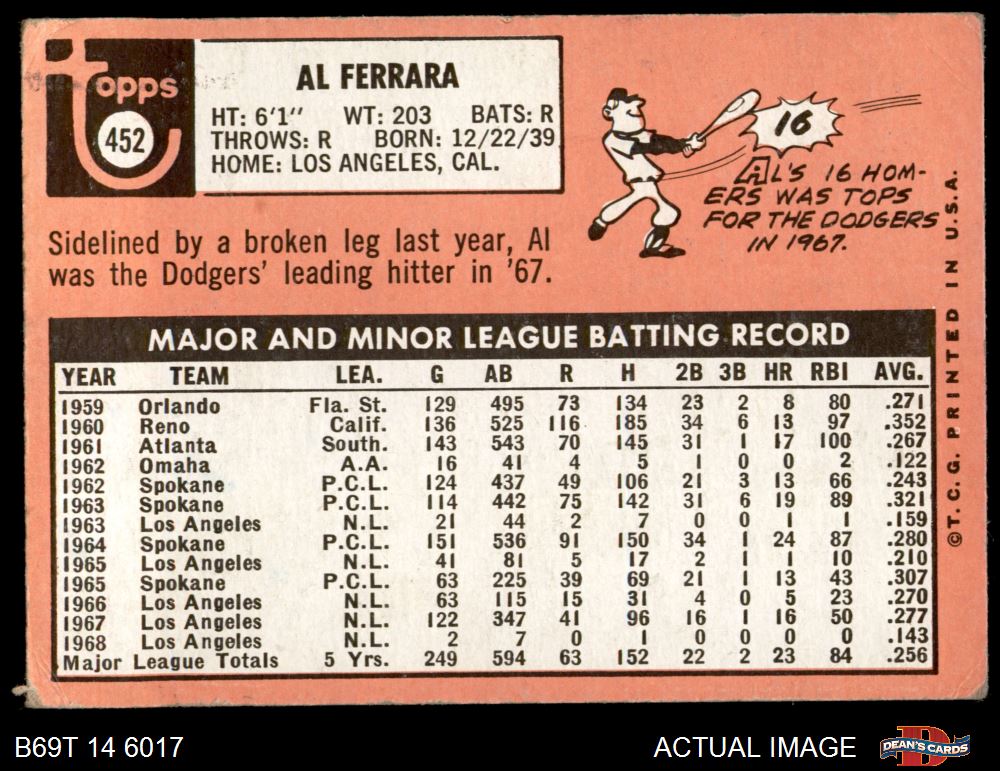 topps
452
AL FERRARA
HT: 6'1" WT: 203 BATS: R
THROWS: R BORN: 12/22/39
HOME: LOS ANGELES, CAL.
16
AL'S 16 HOM-
ERS WAS TOPS
FOR THE DODGERS
IN 1967.
Sidelined by a broken leg last year, Al
was the Dodgers' leading hitter in '67.
MAJOR AND MINOR LEAGUE BATTING RECORD
YEAR TEAM LEA. G AB R H 2B 3B HR RBI AVG.
1959 Orlando Fla. St. 129 495 73 134 23 2 8 80 .271
1960 Reno Calif. 136 525 116 185 34 6 13 97 .352
1961 Atlanta South. 143 543 70 145 31 1 17 100 .267
1962 Omaha A.A. 16 41 4 5 1 0 0 2 .122
1962 Spokane P.C.L. 124 437 49 106 21 3 13 66 .243
1963 Spokane P.C.L. 114 442 75 142 31 6 19 89 .321
1963 Los Angeles N.L. 21 44 2 7 0 0 1 1 .159
1964 Spokane P.C.L. 151 536 91 150 34 1 24 87 .280
1965 Los Angeles N.L. 41 81 5 17 2 1 1 10 .210
1965 Spokane P.C.L. 63 225 39 69 21 1 13 43 .307
1966 Los Angeles N.L. 63 115 15 31 4 0 5 23 .270
1967 Los Angeles N.L. 122 347 41 96 16 1 16 50 .277
1968 Los Angeles N.L. 2 7 0 1 0 0 0 0 .143
Major League Totals 5 Yrs. 249 594 63 152 22 2 23 84 .256
©T.C.G. PRINTED IN U.S.A.
B69T 14 6017
ACTUAL IMAGE
DEAN'S CARDS